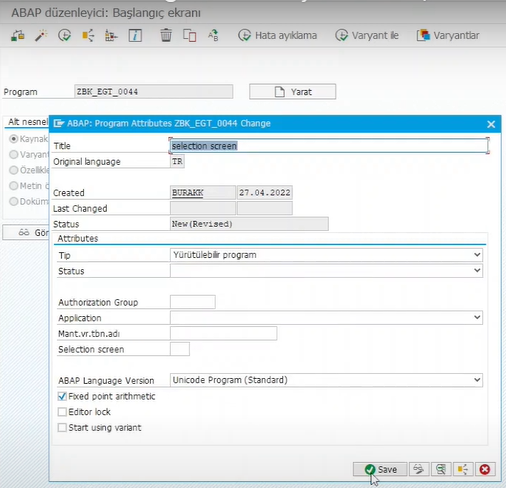 ABAP düzenleyici: Başlangıç ekranı
Hata ayıklama Varyant ile Varyantlar
Program ZBK_EGT_0044 Yarat
Alt nesnel
Kaynak
Varyan
Özellikl
Metin ö
Doküm
Gör
ABAP: Program Attributes ZBK_EGT_0044 Change
Title selection screen
Original language TR
Created BURAKK 27.04.2022
Last Changed
Status New(Revised)
Attributes
Tip Yürütülebilir program
Status
Authorization Group
Application
Mant.vr.tbn.adı
Selection screen
ABAP Language Version Unicode Program (Standard)
Fixed point arithmetic
Editor lock
Start using variant
Save